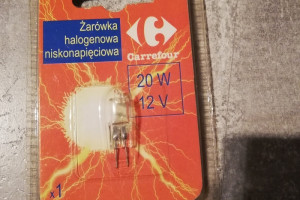 Żarówka
halogenowa
niskonapięciowa
Carrefour
20 W
12 V
x1